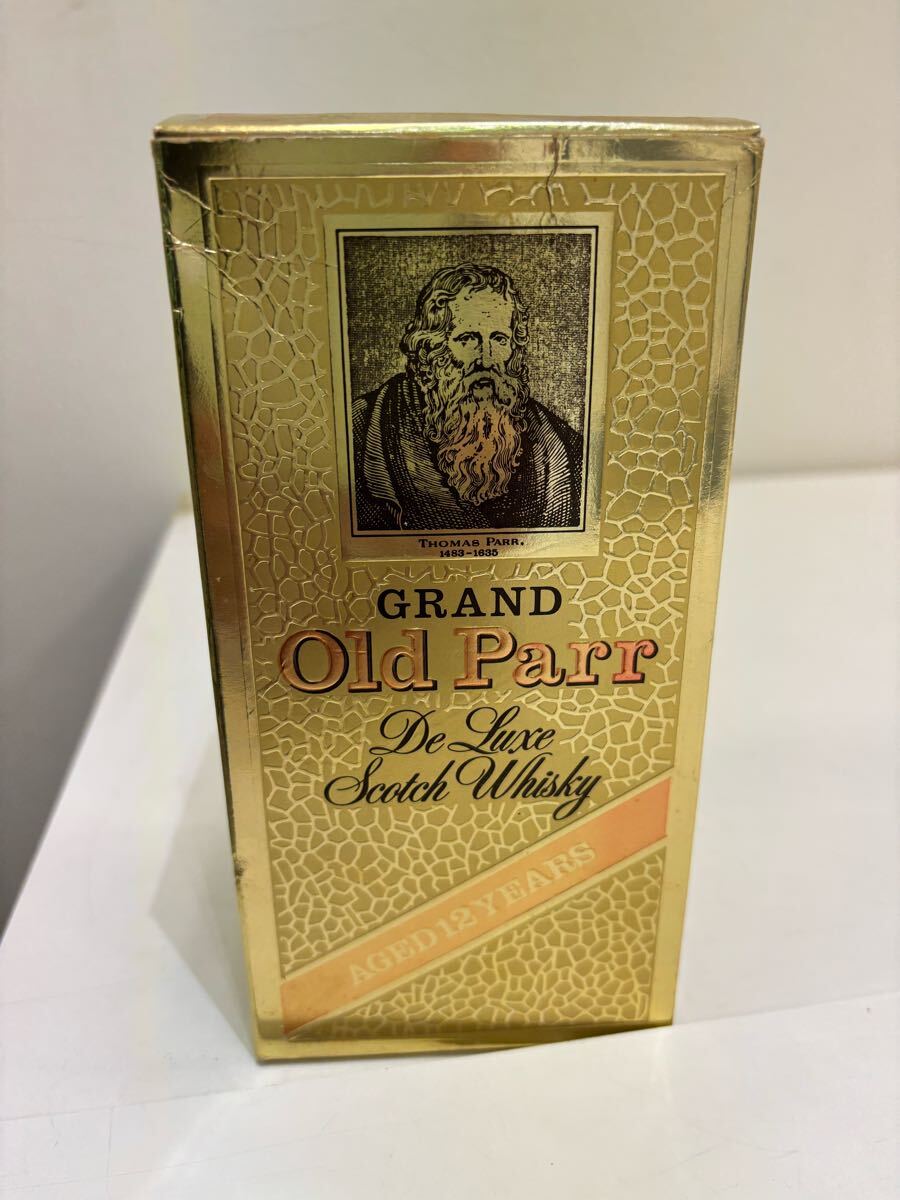 THOMAS PARR.
1483-1635
GRAND
Old Parr
De Luxe
Scotch Whisky
AGED 12 YEARS